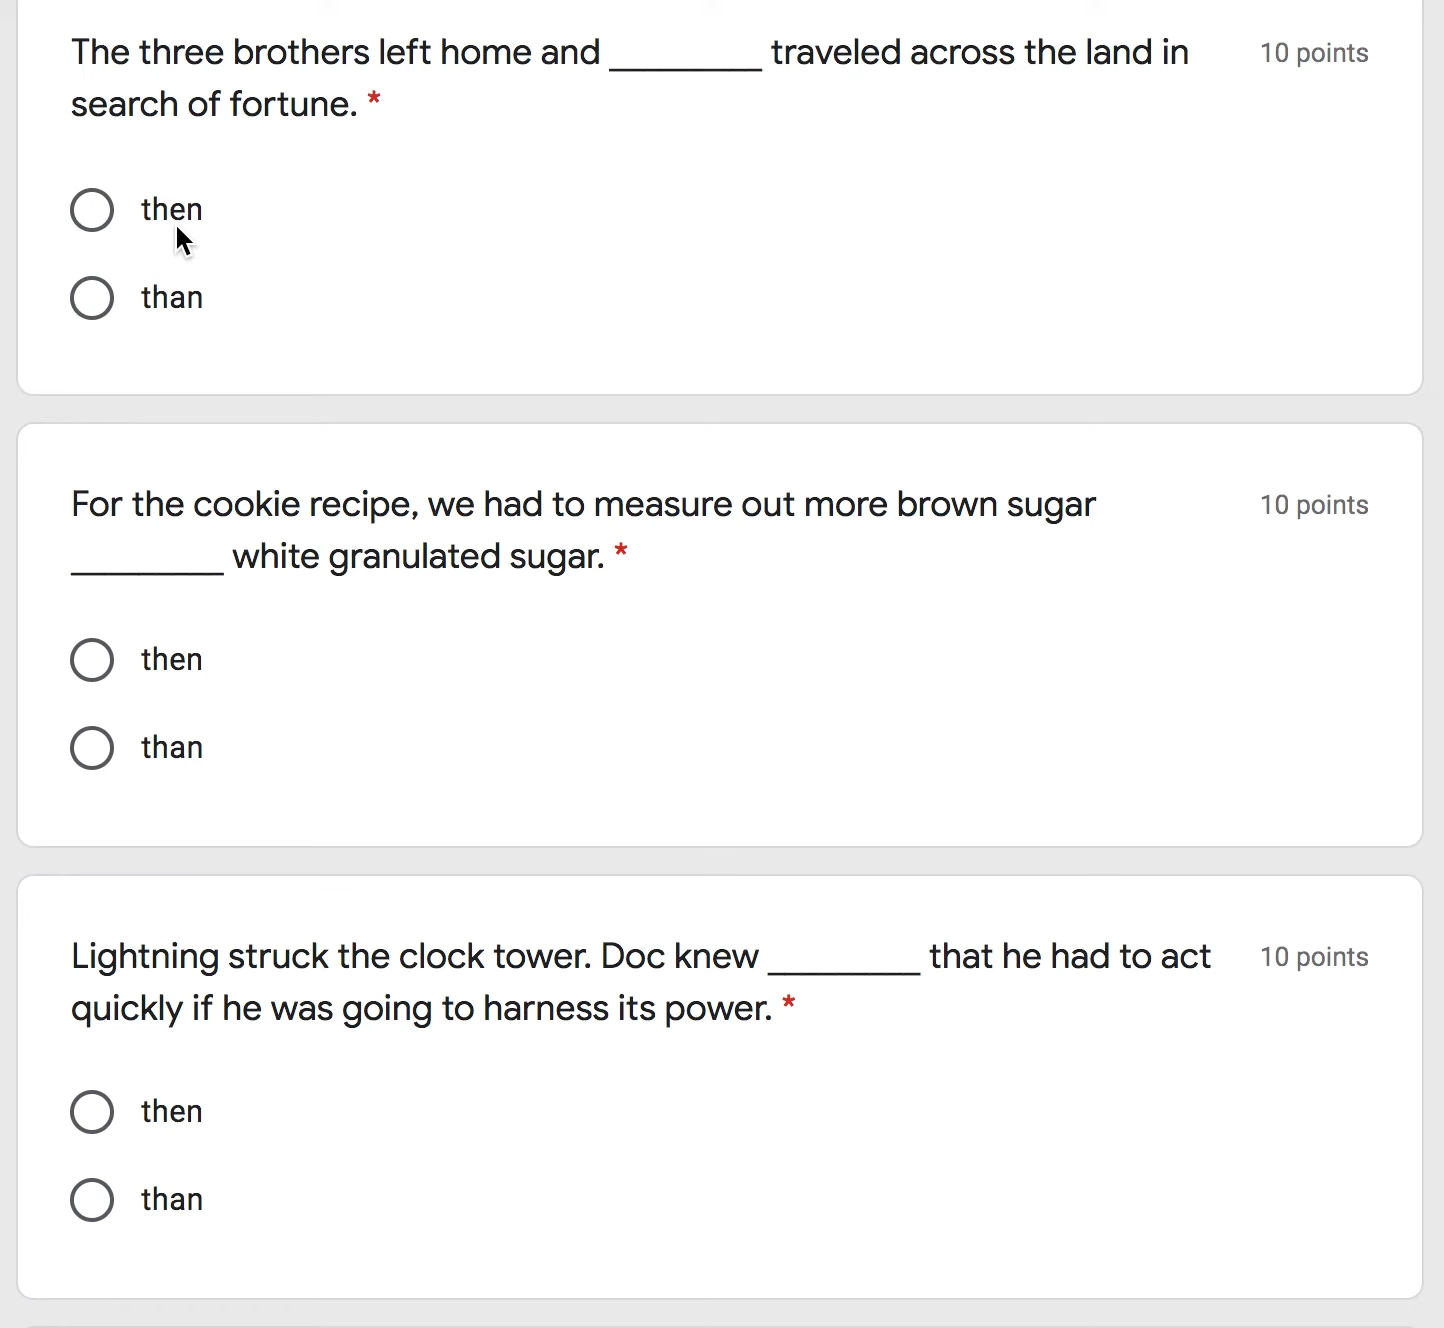 The three brothers left home and _________ traveled across the land in
search of fortune. *
10 points
then
than
For the cookie recipe, we had to measure out more brown sugar
_________ white granulated sugar. *
10 points
then
than
Lightning struck the clock tower. Doc knew _________ that he had to act
quickly if he was going to harness its power. *
10 points
then
than